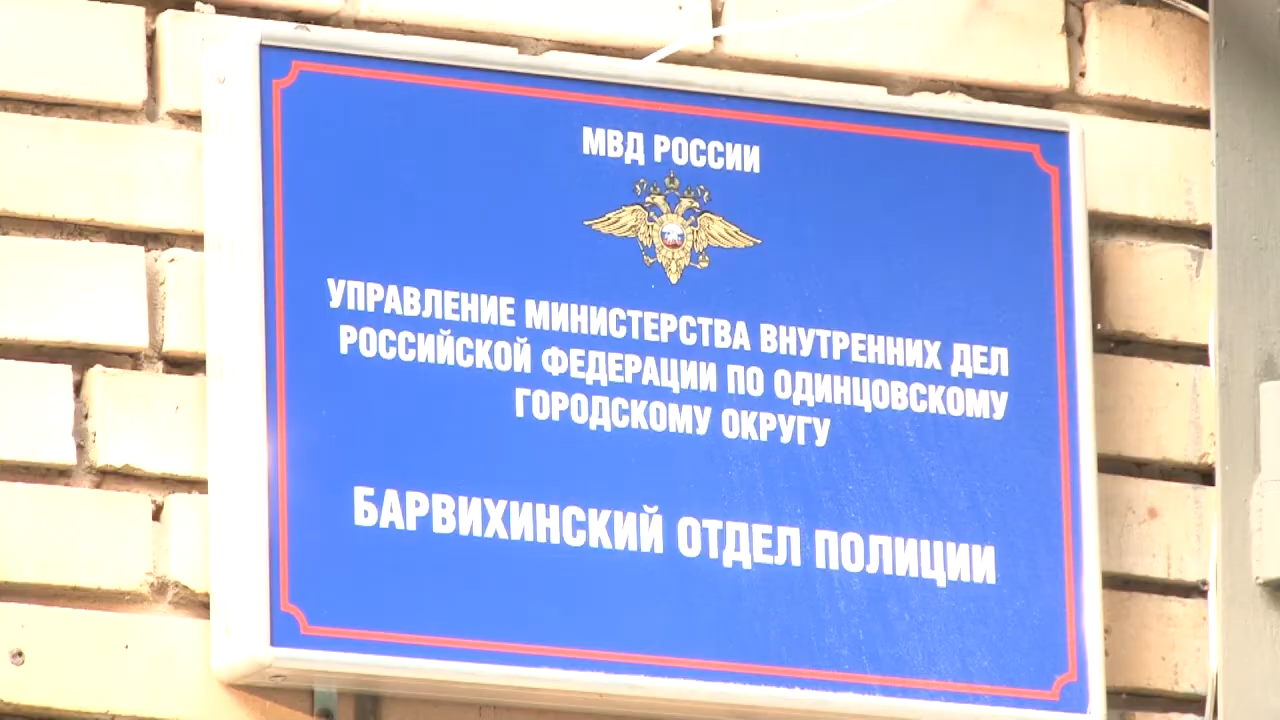 МВД РОССИИ
УПРАВЛЕНИЕ МИНИСТЕРСТВА ВНУТРЕННИХ ДЕЛ
РОССИЙСКОЙ ФЕДЕРАЦИИ ПО ОДИНЦОВСКОМУ
ГОРОДСКОМУ ОКРУГУ
БАРВИХИНСКИЙ ОТДЕЛ ПОЛИЦИИ